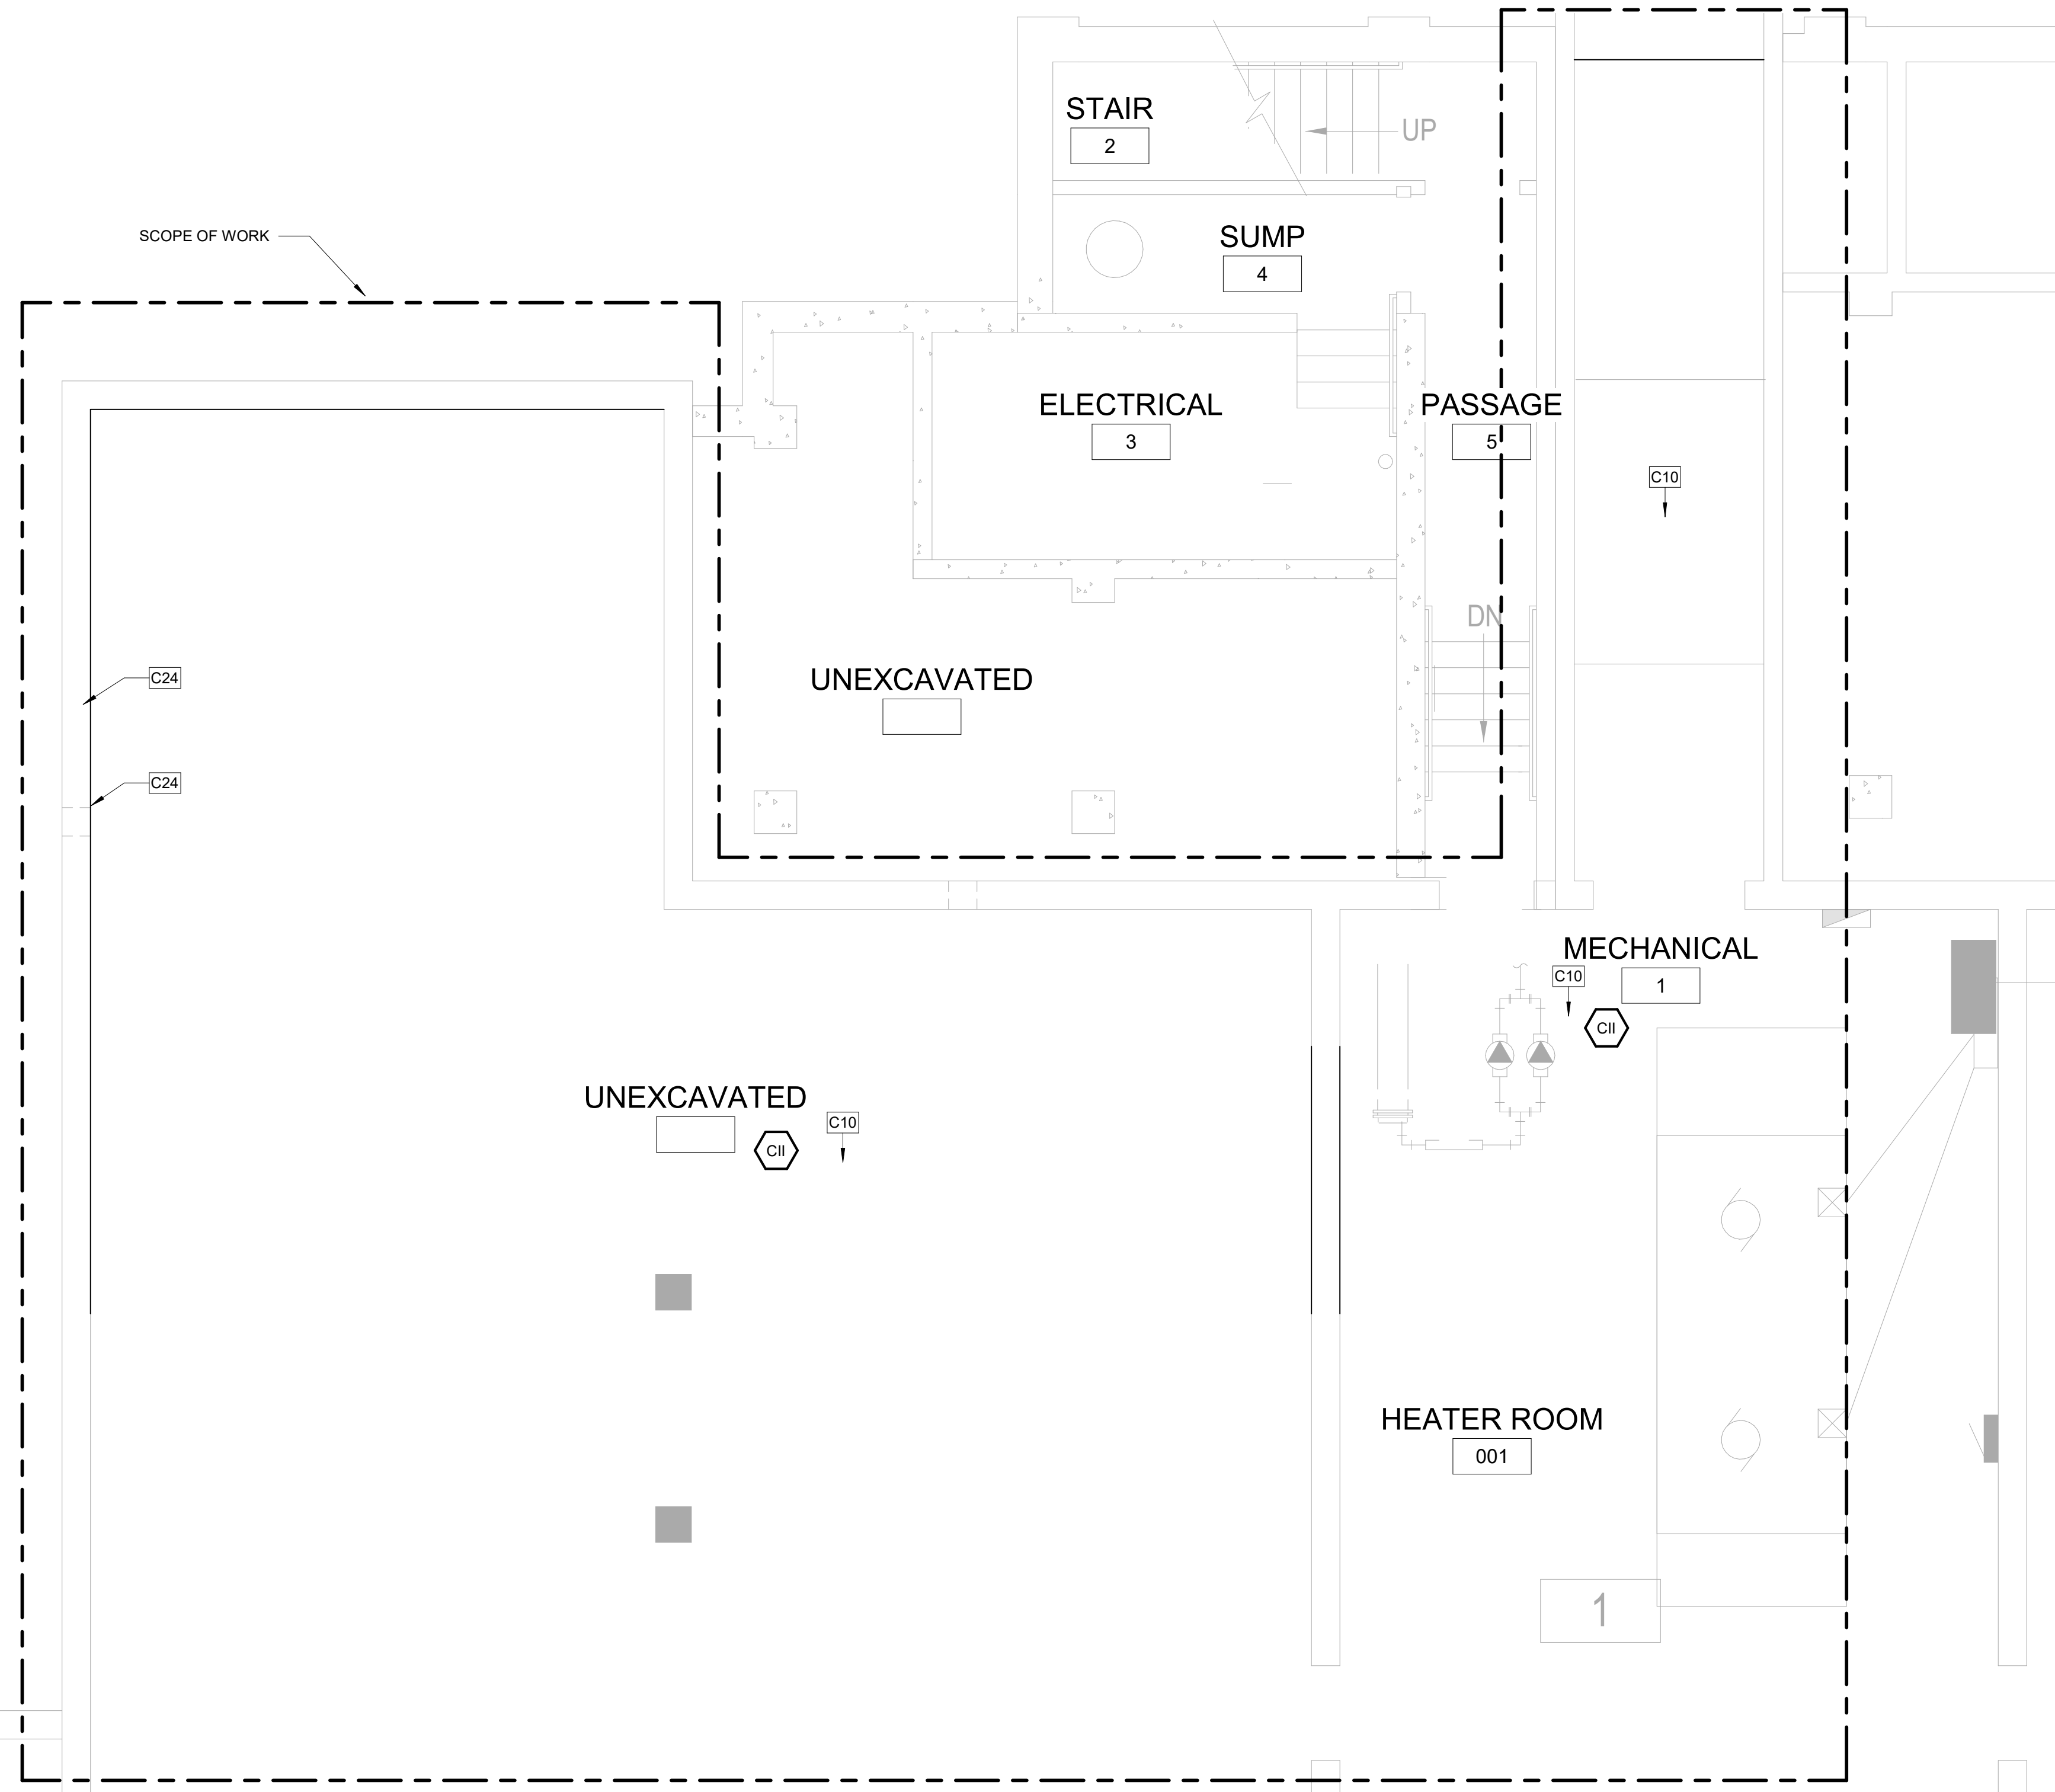 STAIR
2
UP
SCOPE OF WORK
SUMP
4
ELECTRICAL
3
PASSAGE
5
C10
DN
C24
UNEXCAVATED
C24
MECHANICAL
C10
1
CII
UNEXCAVATED
C10
CII
HEATER ROOM
001
1